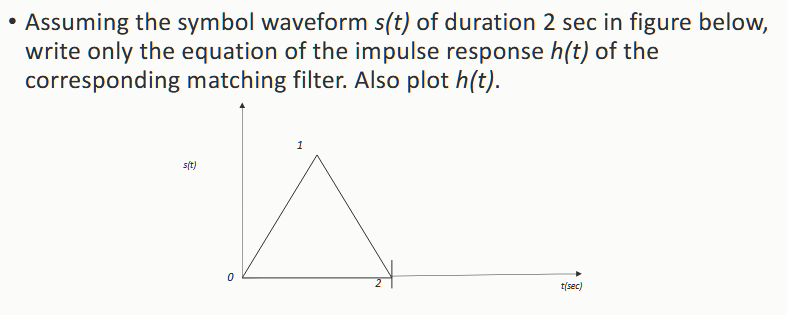 • Assuming the symbol waveform s(t) of duration 2 sec in figure below,
write only the equation of the impulse response h(t) of the
corresponding matching filter. Also plot h(t).
1
s(t)
0
2
t(sec)